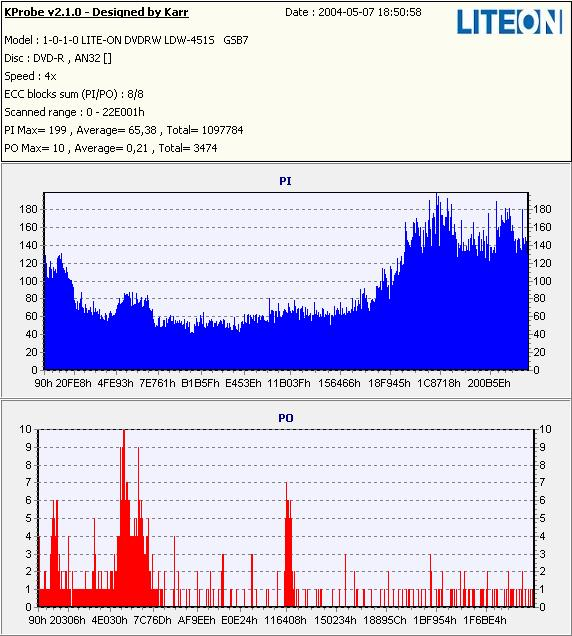 KProbe v2.1.0 - Designed by Karr
Date : 2004-05-07 18:50:58
LITEON
Model : 1-0-1-0 LITE-ON DVDRW LDW-451S GSB7
Disc : DVD-R , AN32 []
Speed : 4x
ECC blocks sum (PI/PO) : 8/8
Scanned range : 0 - 22E001h
PI Max= 199 , Average= 65,38 , Total= 1097784
PO Max= 10 , Average= 0,21 , Total= 3474
PI
180 180
160 160
140 140
120 120
100 100
80 80
60 60
40 40
20 20
0 0
90h 20FE8h 4FE93h 7E761h B1B5Fh E453Eh 11B03Fh 156466h 18F945h 1C8718h 200B5Eh
PO
10 10
9 9
8 8
7 7
6 6
5 5
4 4
3 3
2 2
1 1
0 0
90h 20306h 4E030h 7C76Dh AF9EEh E0E24h 116408h 150234h 18895Ch 1BF954h 1F6BE4h